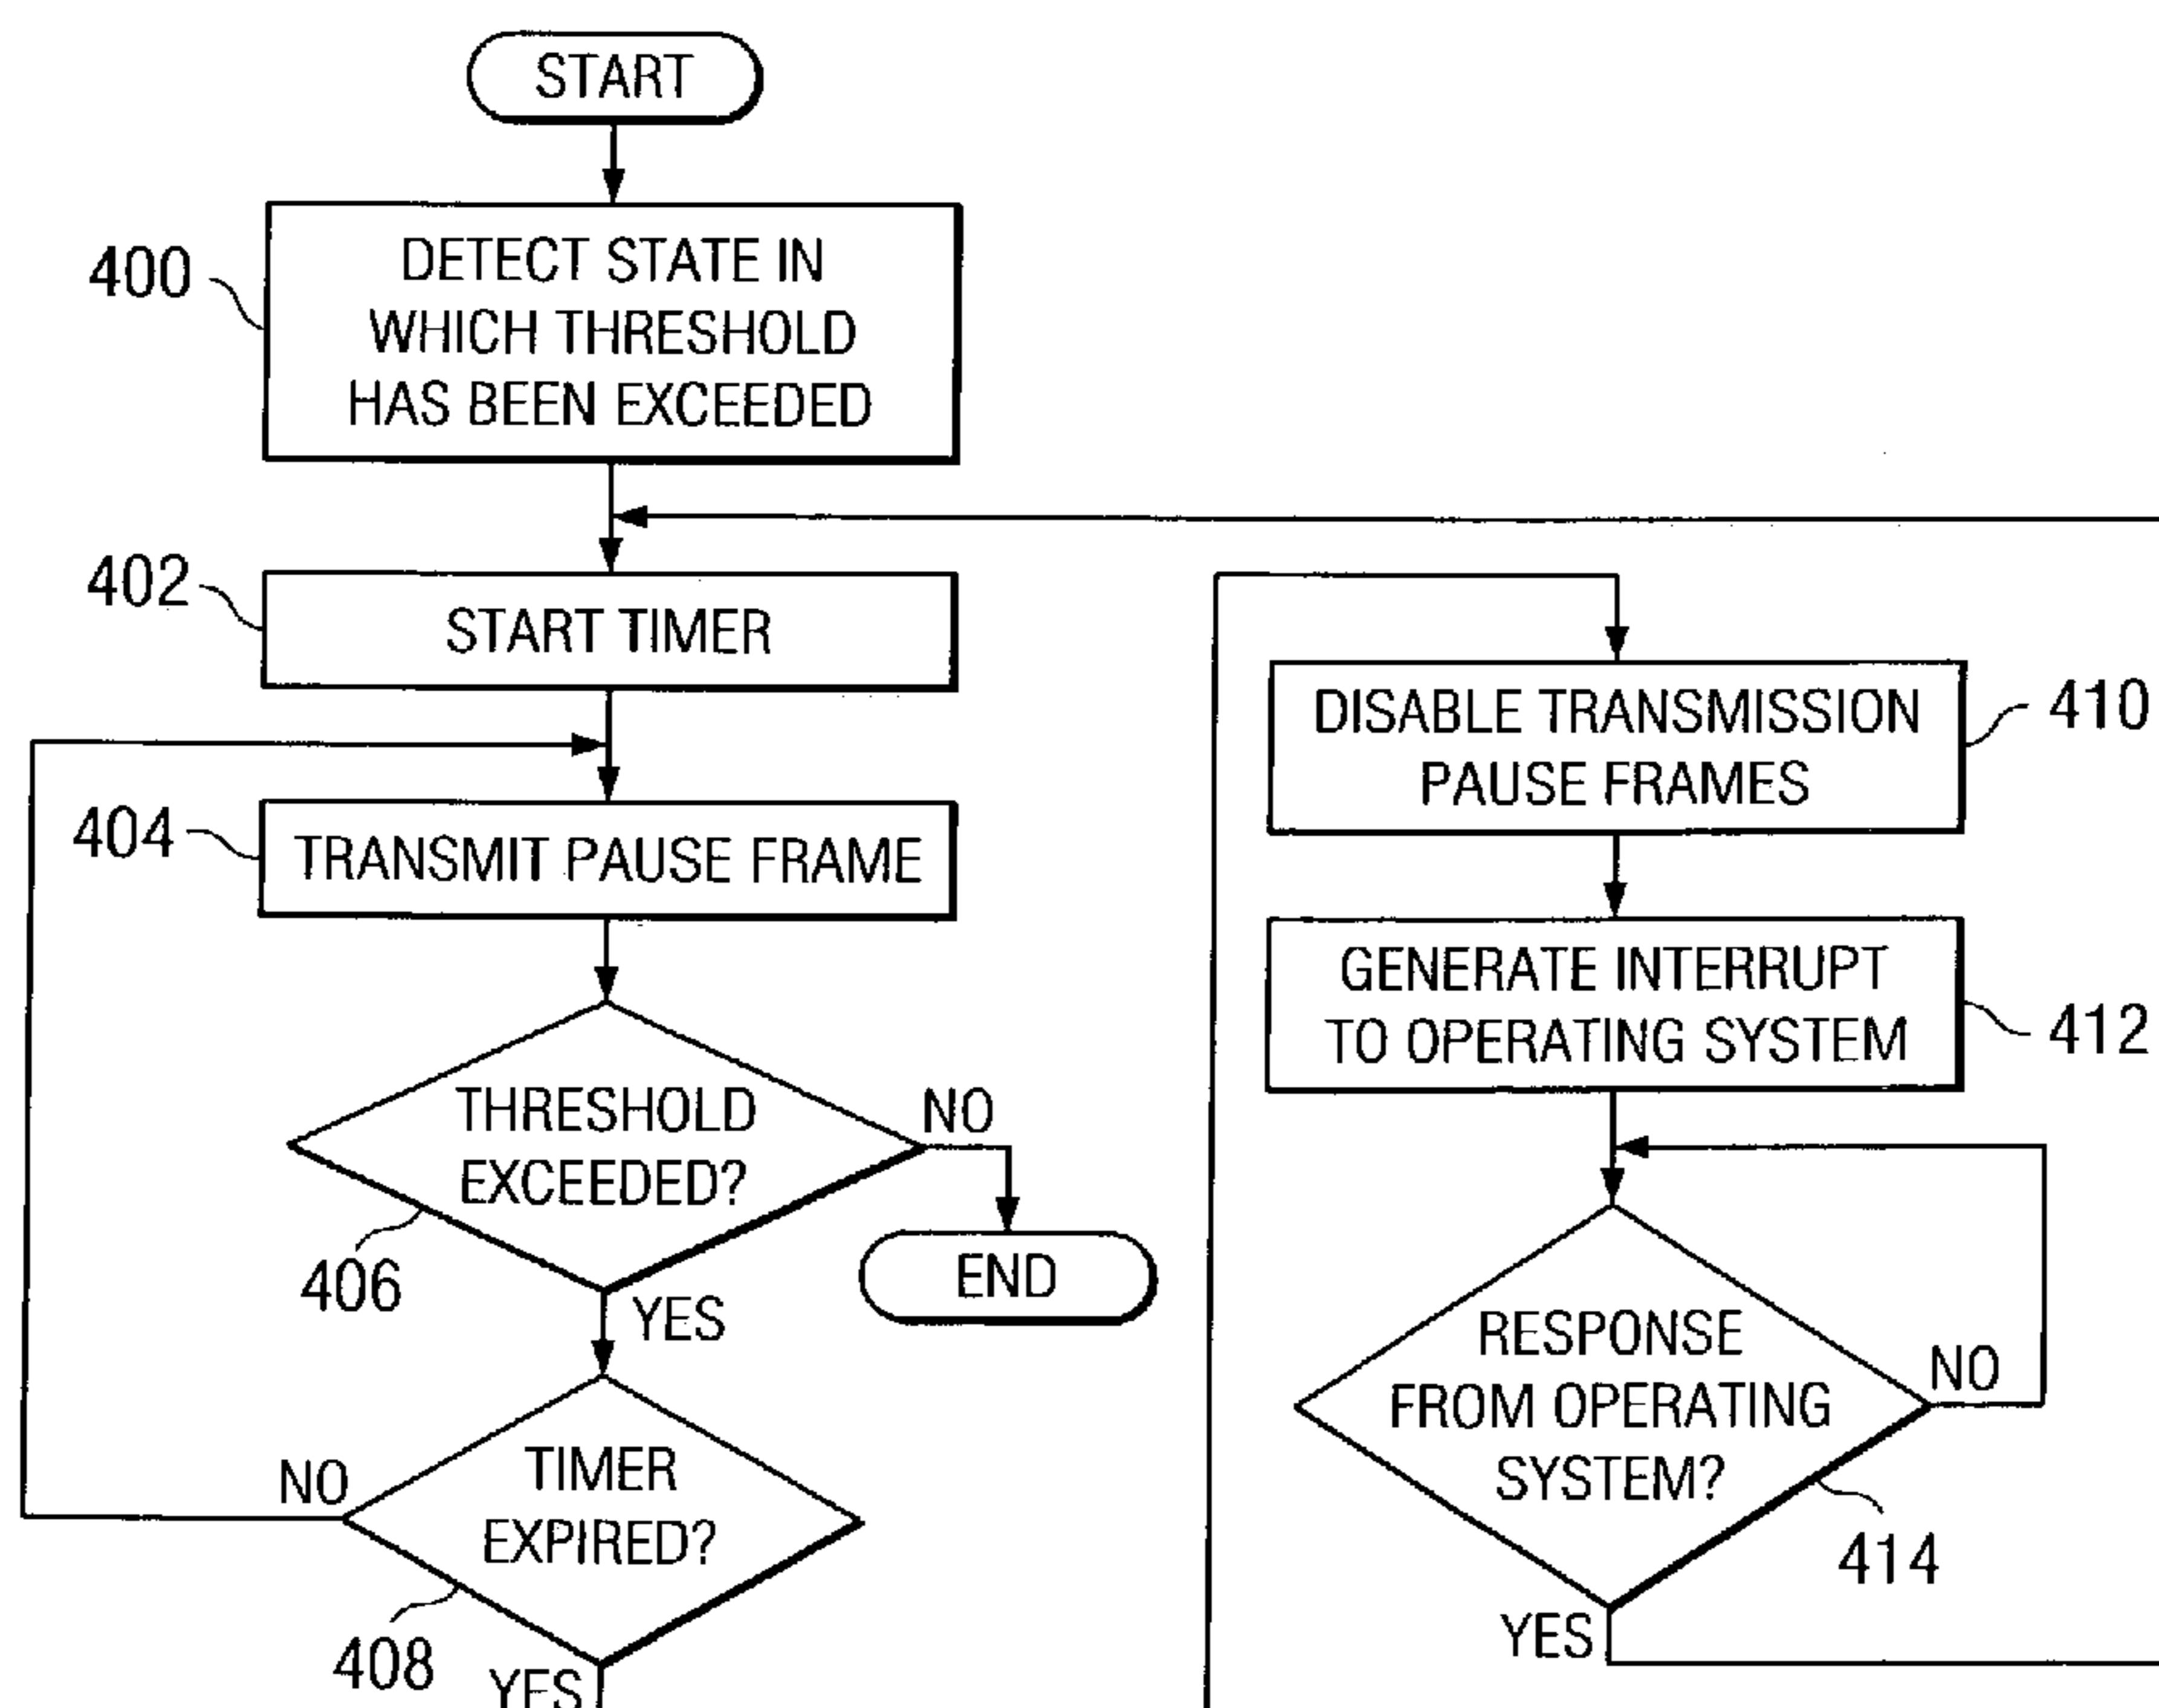 START
400
DETECT STATE IN
WHICH THRESHOLD
HAS BEEN EXCEEDED
402
START TIMER
404
TRANSMIT PAUSE FRAME
THRESHOLD
EXCEEDED?
NO
406
YES
END
TIMER
EXPIRED?
NO
408
YES
DISABLE TRANSMISSION
PAUSE FRAMES
410
GENERATE INTERRUPT
TO OPERATING SYSTEM
412
RESPONSE
FROM OPERATING
SYSTEM?
NO
414
YES